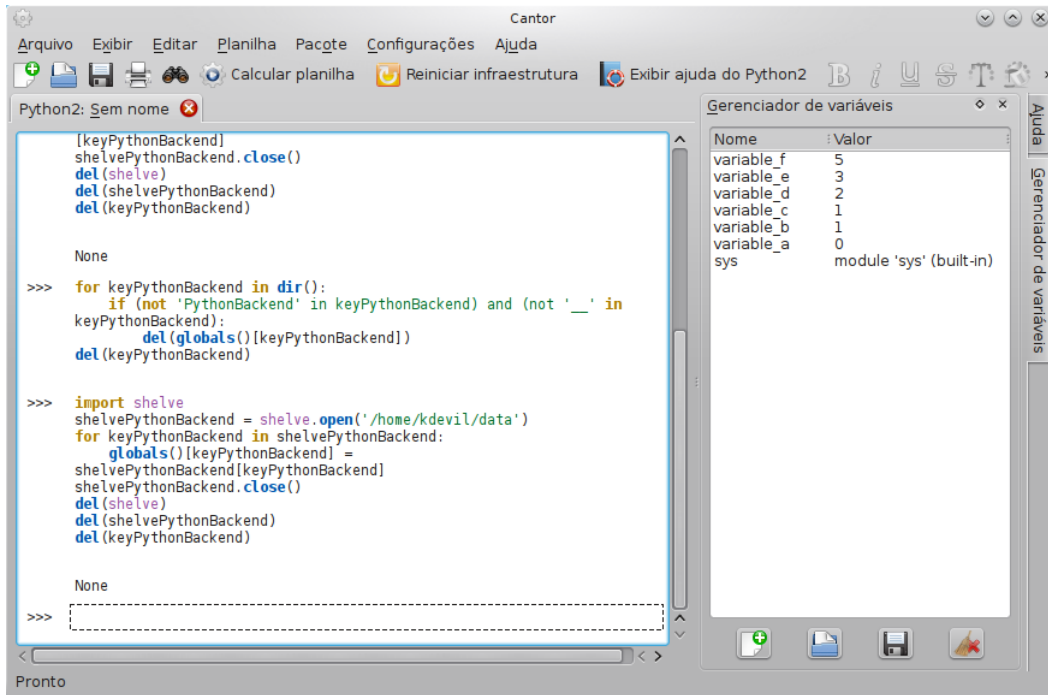 Cantor
Arquivo Exibir Editar Planilha Pacote Configurações Ajuda
Calcular planilha Reiniciar infraestrutura Exibir ajuda do Python2 B i U S T
Python2: Sem nome
[keyPythonBackend]
shelvePythonBackend.close()
del(shelve)
del(shelvePythonBackend)
del(keyPythonBackend)
None
>>> for keyPythonBackend in dir():
if (not 'PythonBackend' in keyPythonBackend) and (not '__' in
keyPythonBackend):
del(globals()[keyPythonBackend])
del(keyPythonBackend)
>>> import shelve
shelvePythonBackend = shelve.open('/home/kdevil/data')
for keyPythonBackend in shelvePythonBackend:
globals()[keyPythonBackend] =
shelvePythonBackend[keyPythonBackend]
shelvePythonBackend.close()
del(shelve)
del(shelvePythonBackend)
del(keyPythonBackend)
None
>>>
Gerenciador de variáveis
Nome Valor
variable_f 5
variable_e 3
variable_d 2
variable_c 1
variable_b 1
variable_a 0
sys module 'sys' (built-in)
Ajuda
Gerenciador de variáveis
Pronto